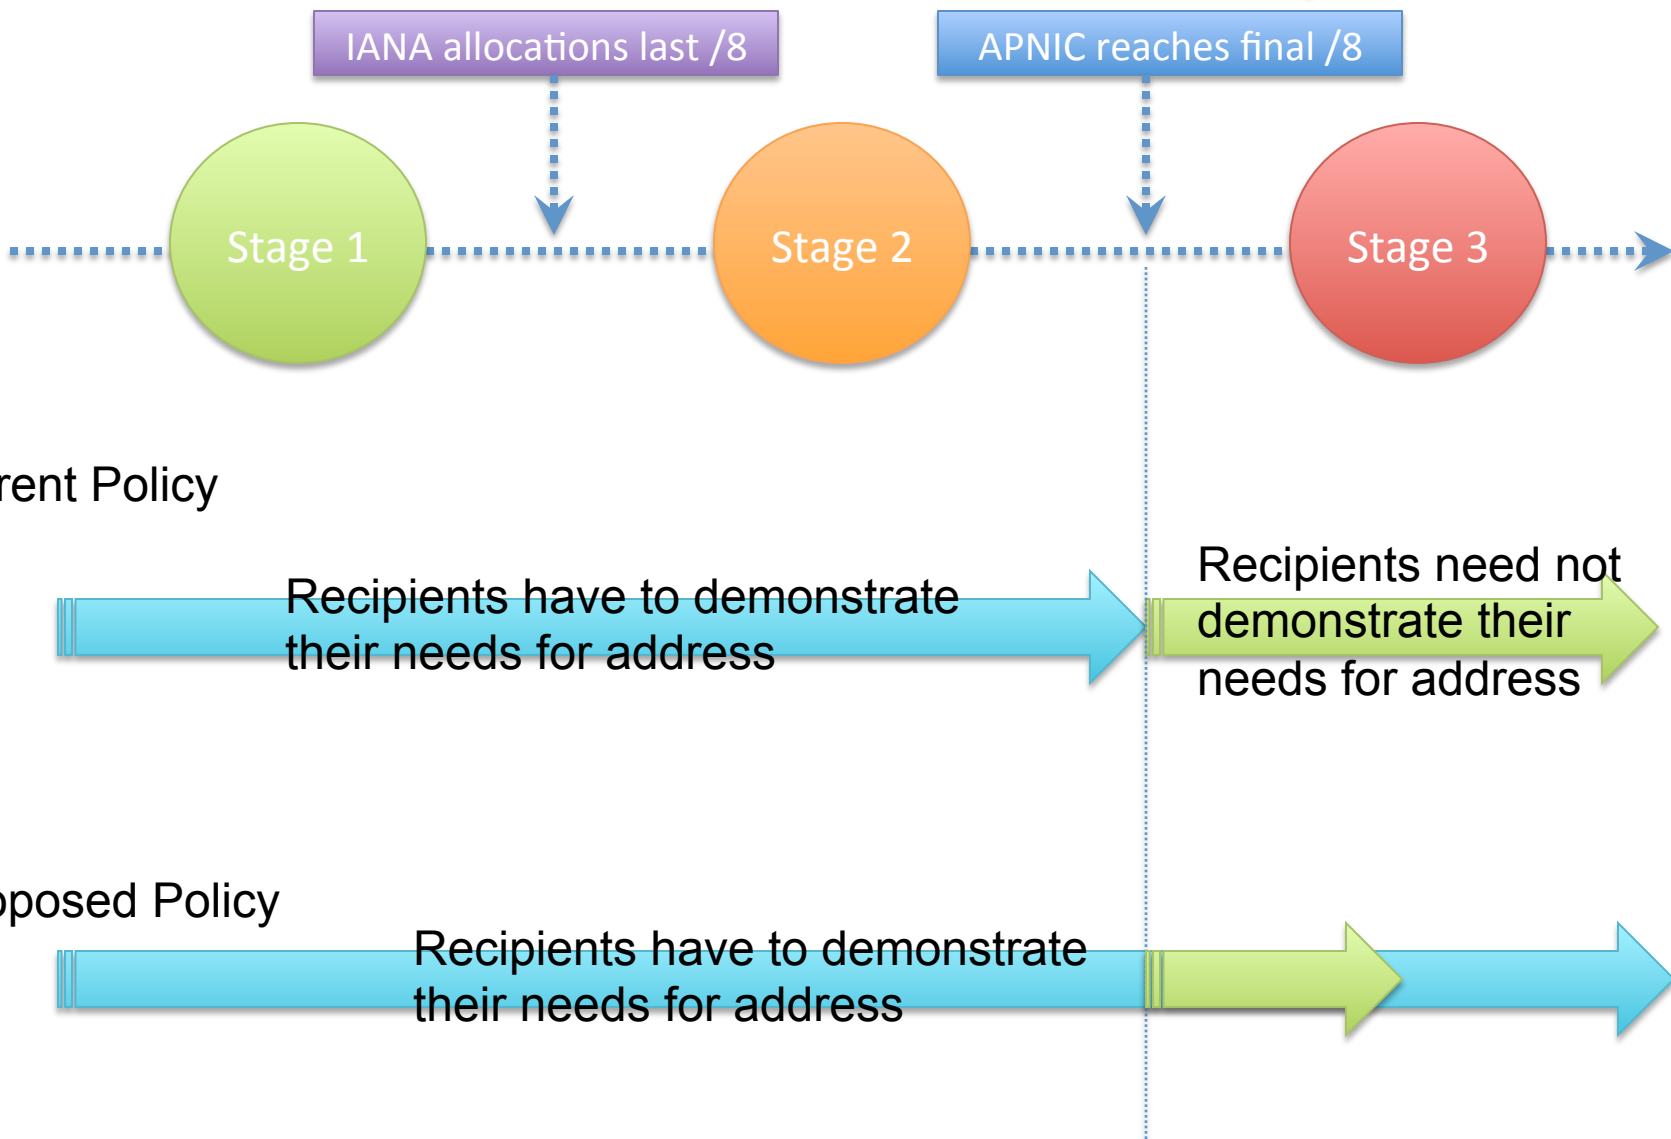 IANA allocations last /8
APNIC reaches final /8
Stage 1
Stage 2
Stage 3
rent Policy
Recipients have to demonstrate
their needs for address
Recipients need not
demonstrate their
needs for address
posed Policy
Recipients have to demonstrate
their needs for address